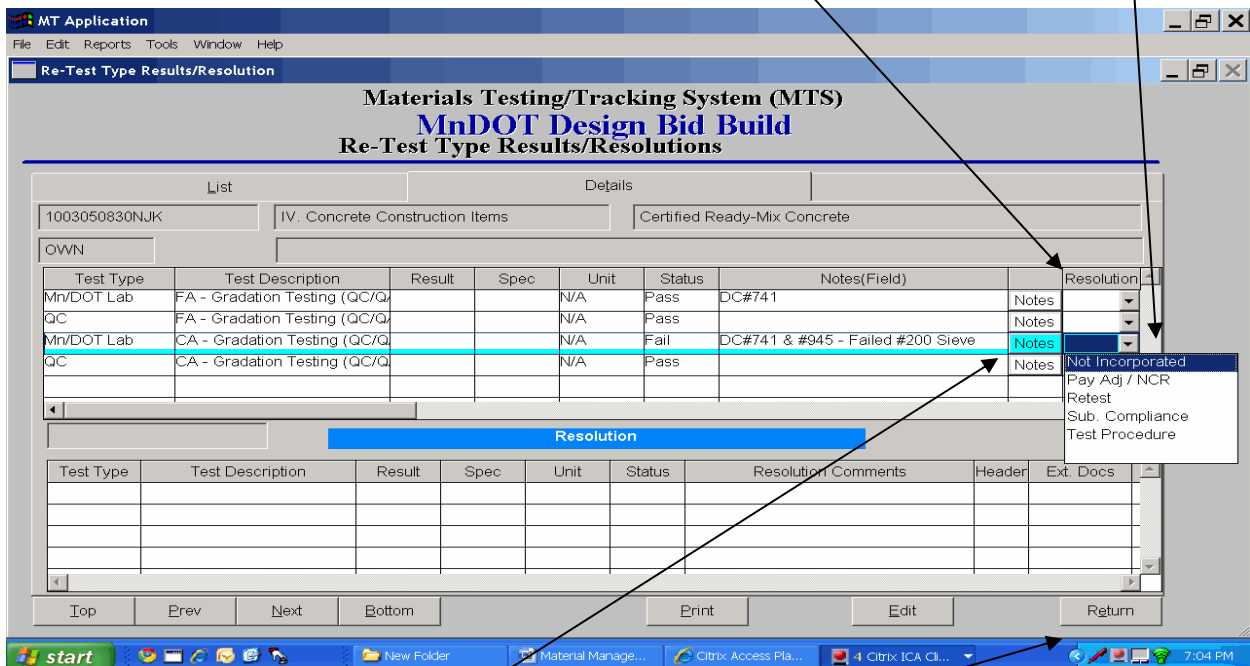 MT Application
File Edit Reports Tools Window Help
Re-Test Type Results/Resolution
Materials Testing/Tracking System (MTS)
MnDOT Design Bid Build
Re-Test Type Results/Resolutions
List Details
1003050830NJK IV. Concrete Construction Items Certified Ready-Mix Concrete
OWN
Test Type Test Description Result Spec Unit Status Notes(Field) Resolution
Mn/DOT Lab FA - Gradation Testing (QC/Q N/A Pass DC#741 Notes
QC FA - Gradation Testing (QC/Q N/A Pass Notes
Mn/DOT Lab CA - Gradation Testing (QC/Q N/A Fail DC#741 & #945 - Failed #200 Sieve Notes
QC CA - Gradation Testing (QC/Q N/A Pass Notes
Not Incorporated
Pay Adj / NCR
Retest
Sub. Compliance
Test Procedure
Resolution
Test Type Test Description Result Spec Unit Status Resolution Comments Header Ext. Docs
Top Prev Next Bottom Print Edit Return
start New Folder Material Manage... Citrix Access Pla... 4 Citrix ICA Cli... 7:04 PM